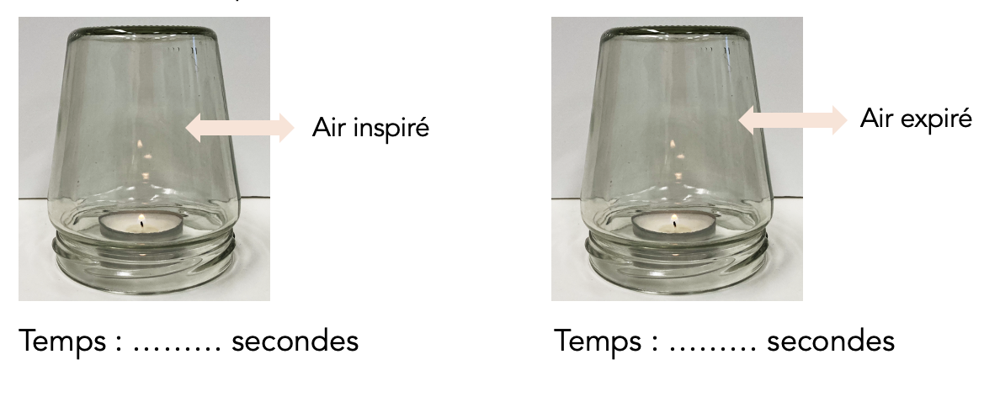 Air inspiré
Air expiré
Temps : ……… secondes
Temps : ……… secondes